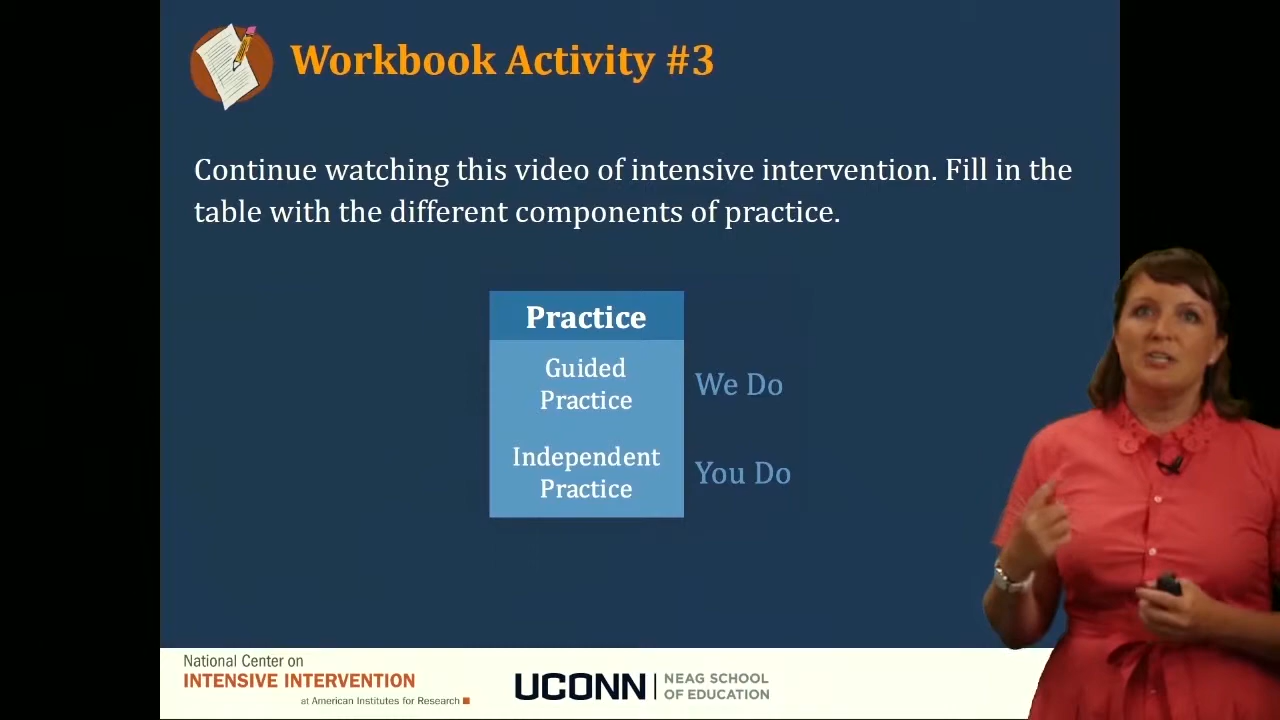 Workbook Activity #3
Continue watching this video of intensive intervention. Fill in the
table with the different components of practice.
Practice
Guided
Practice
We Do
Independent
Practice
You Do
National Center on
INTENSIVE INTERVENTION
at American Institutes for Research
UCONN
NEAG SCHOOL
OF EDUCATION